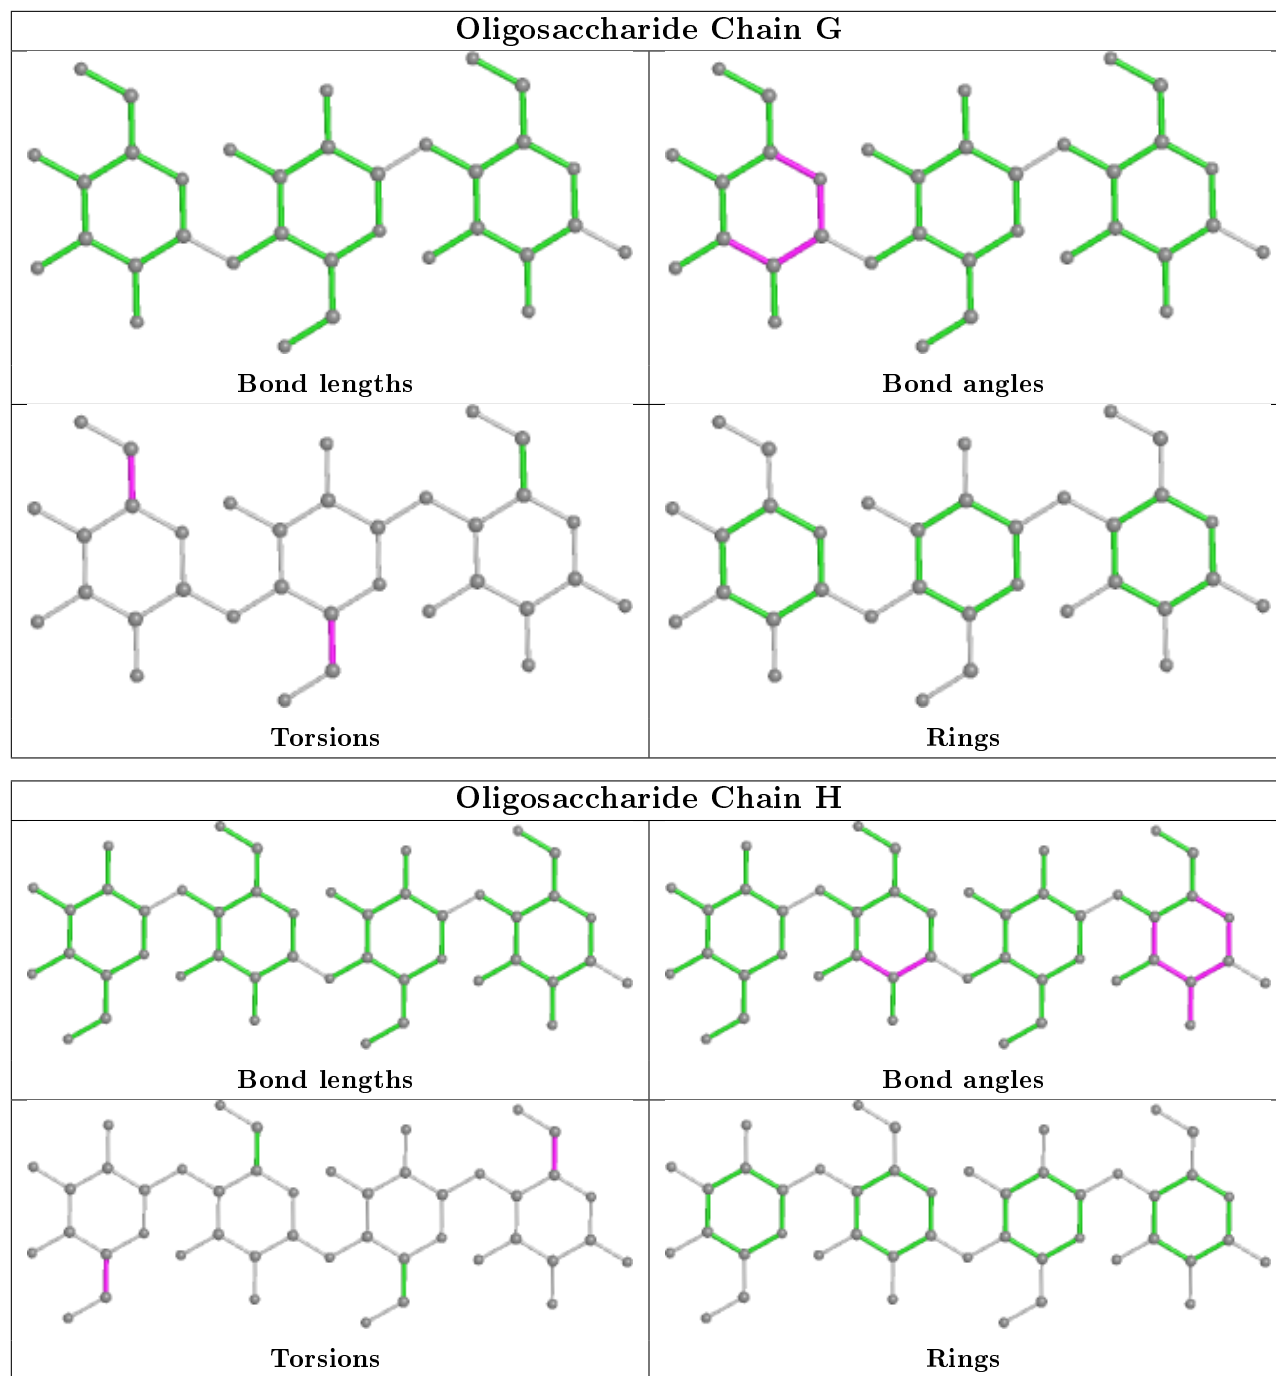 Oligosaccharide Chain G
Bond lengths
Bond angles
Torsions
Rings
Oligosaccharide Chain H
Bond lengths
Bond angles
Torsions
Rings